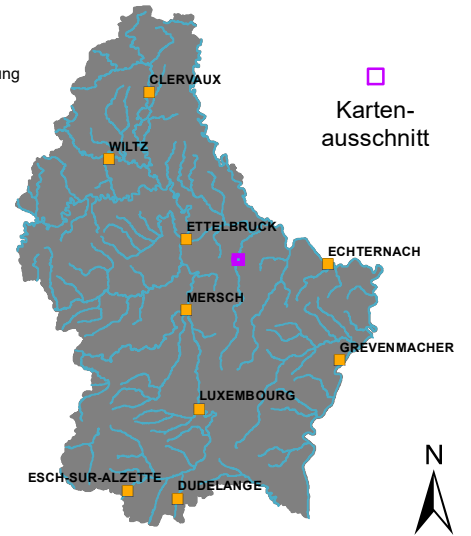 ung
CLERVAUX
Karten-
ausschnitt
WILTZ
ETTELBRUCK
ECHTERNACH
MERSCH
GREVENMACHER
LUXEMBOURG
ESCH-SUR-ALZETTE
DUDELANGE
N